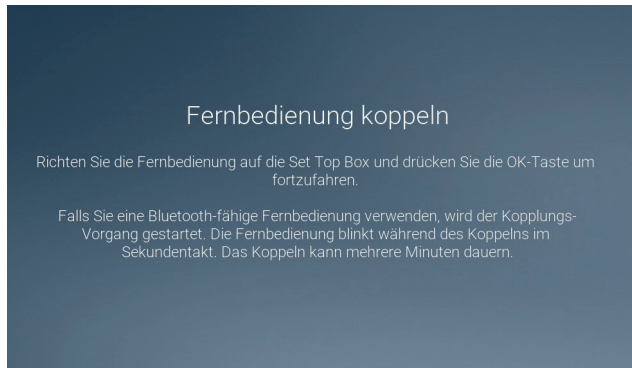 Fernbedienung koppeln
Richten Sie die Fernbedienung auf die Set Top Box und drücken Sie die OK-Taste um
fortzufahren.
Falls Sie eine Bluetooth-fähige Fernbedienung verwenden, wird der Kopplungs-
Vorgang gestartet. Die Fernbedienung blinkt während des Koppelns im
Sekundentakt. Das Koppeln kann mehrere Minuten dauern.